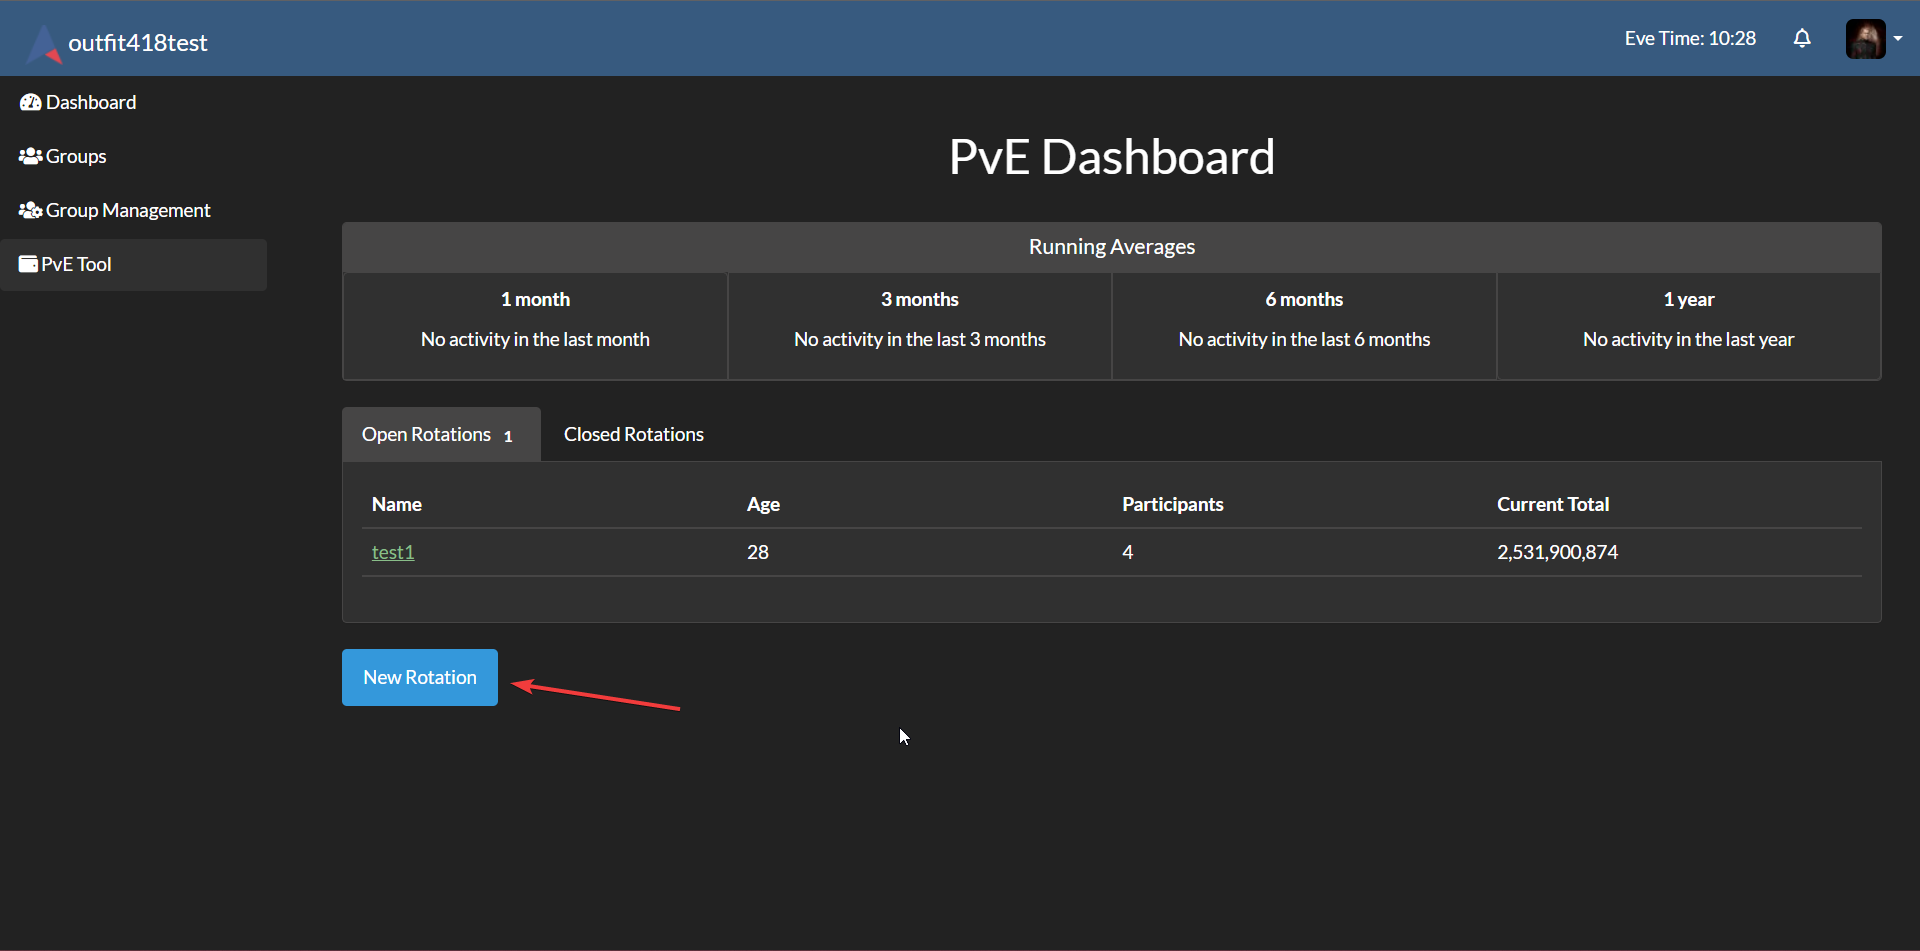 outfit418test
Eve Time: 10:28
Dashboard
Groups
Group Management
PvE Tool
PvE Dashboard
Running Averages
1 month
3 months
6 months
1 year
No activity in the last month
No activity in the last 3 months
No activity in the last 6 months
No activity in the last year
Open Rotations 1
Closed Rotations
Name
Age
Participants
Current Total
test1
28
4
2,531,900,874
New Rotation